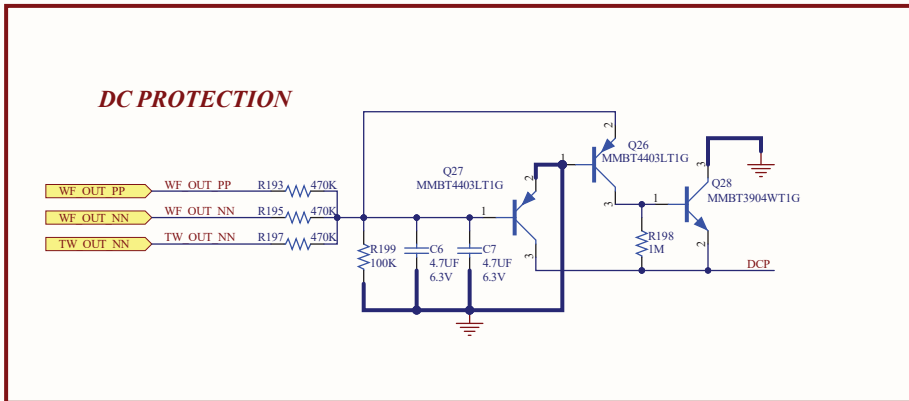 DC PROTECTION
2
Q26
MMBT4403LT1G
1
3
Q27
MMBT4403LT1G
2
1
3
3
Q28
MMBT3904WT1G
1
2
WF_OUT_PP WF_OUT_PP R193 470K
WF_OUT_NN WF_OUT_NN R195 470K
TW_OUT_NN TW_OUT_NN R197 470K
R199
100K
C6
4.7UF
6.3V
C7
4.7UF
6.3V
R198
1M
DCP